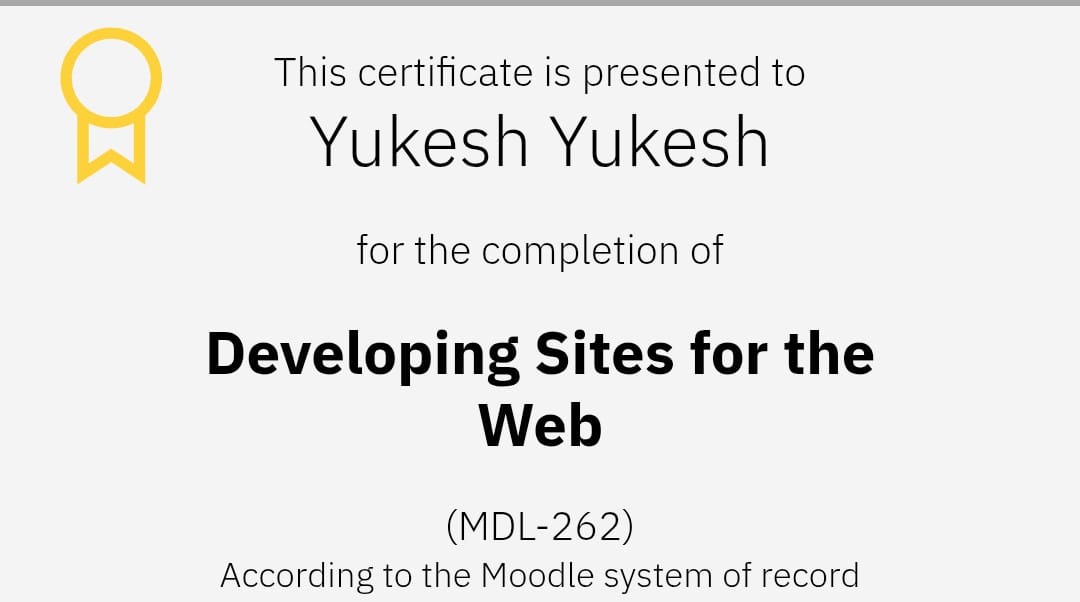 This certificate is presented to
Yukesh Yukesh
for the completion of
Developing Sites for the
Web
(MDL-262)
According to the Moodle system of record